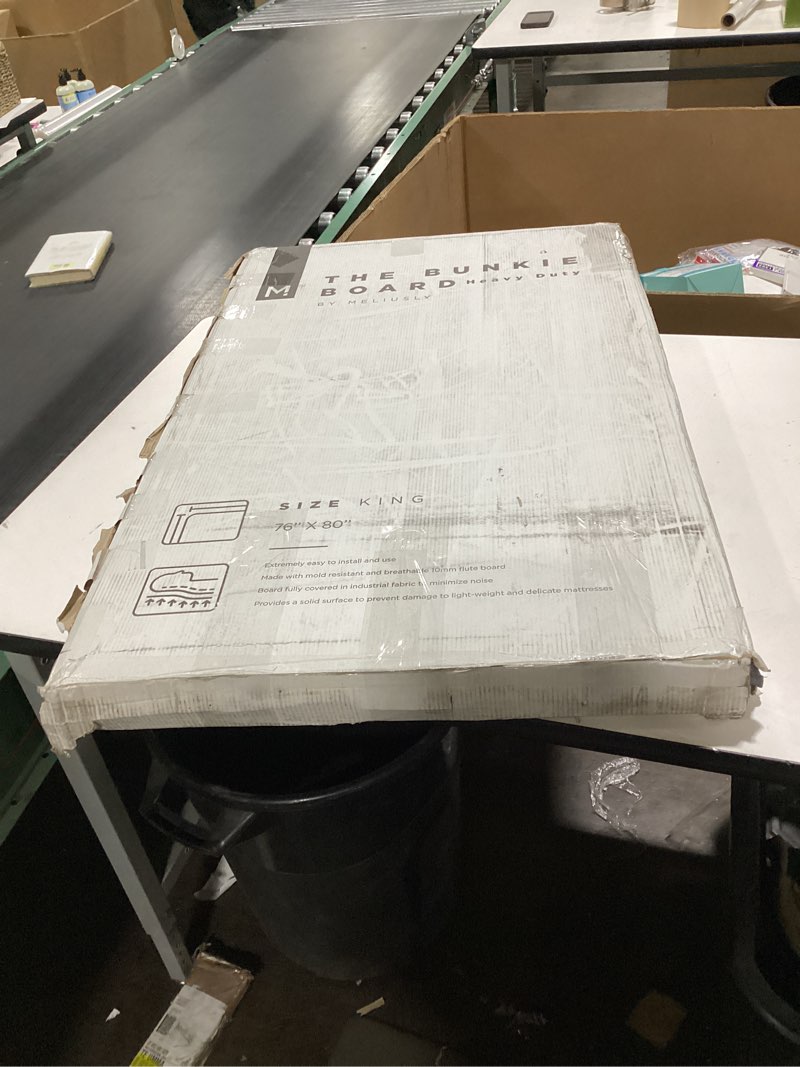 M
THE BUNKIE
BOARD Heavy Duty
BY MELIUSLY
SIZE KING
76" X 80"
Extremely easy to install and use
Made with mold resistant and breathable 10mm flute board
Board fully covered in industrial fabric to minimize noise
Provides a solid surface to prevent damage to light-weight and delicate mattresses